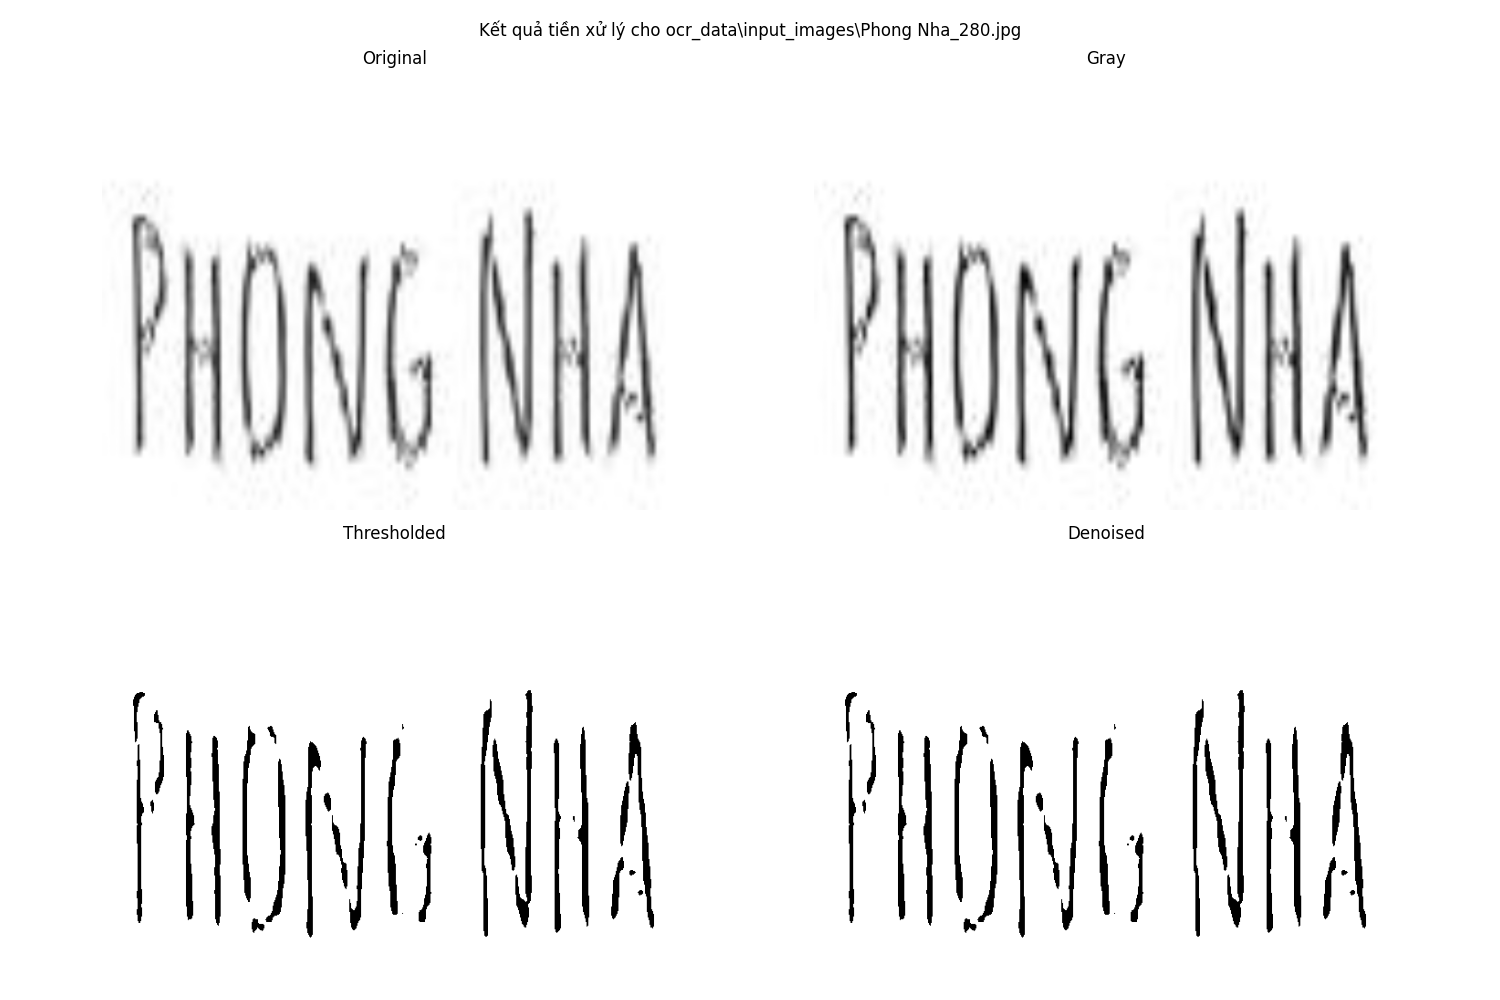 Kết quả tiền xử lý cho ocr_data\input_images\Phong Nha_280.jpg
Original
Gray
PHONG NHA
PHONG NHA
Thresholded
Denoised
PHONG NHA
PHONG NHA